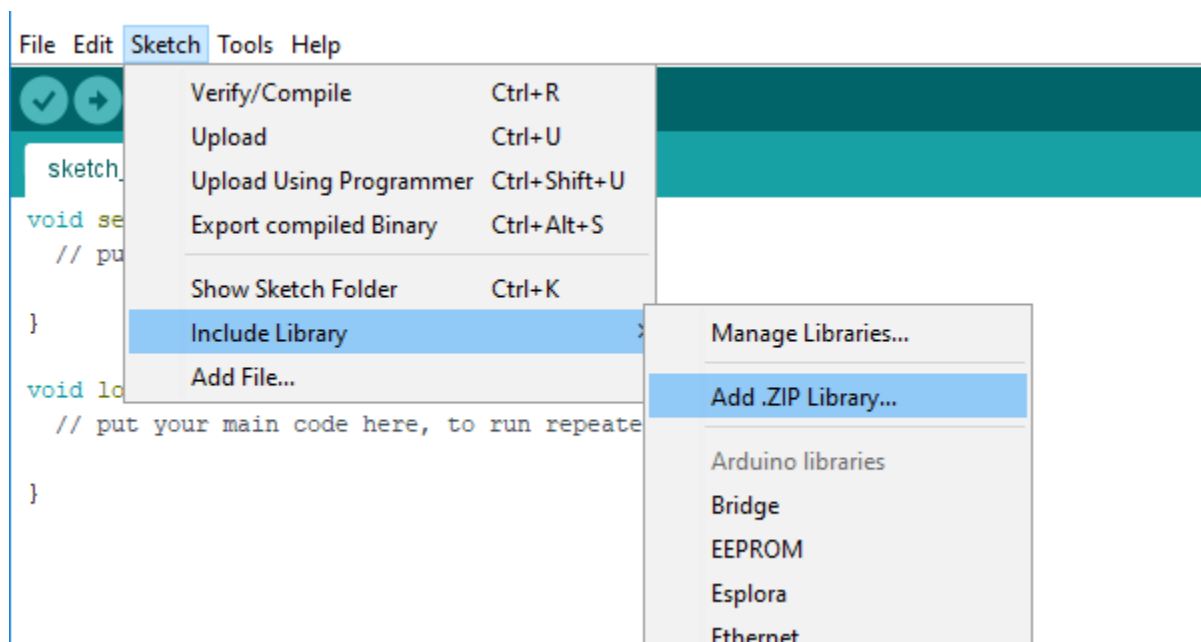 File Edit Sketch Tools Help
Verify/Compile Ctrl+R
Upload Ctrl+U
Upload Using Programmer Ctrl+Shift+U
Export compiled Binary Ctrl+Alt+S
Show Sketch Folder Ctrl+K
Include Library
Add File...
Manage Libraries...
Add .ZIP Library...
Arduino libraries
Bridge
EEPROM
Esplora
Ethernet
sketch_
void se
// pu
}
void lo
// put your main code here, to run repeate
}